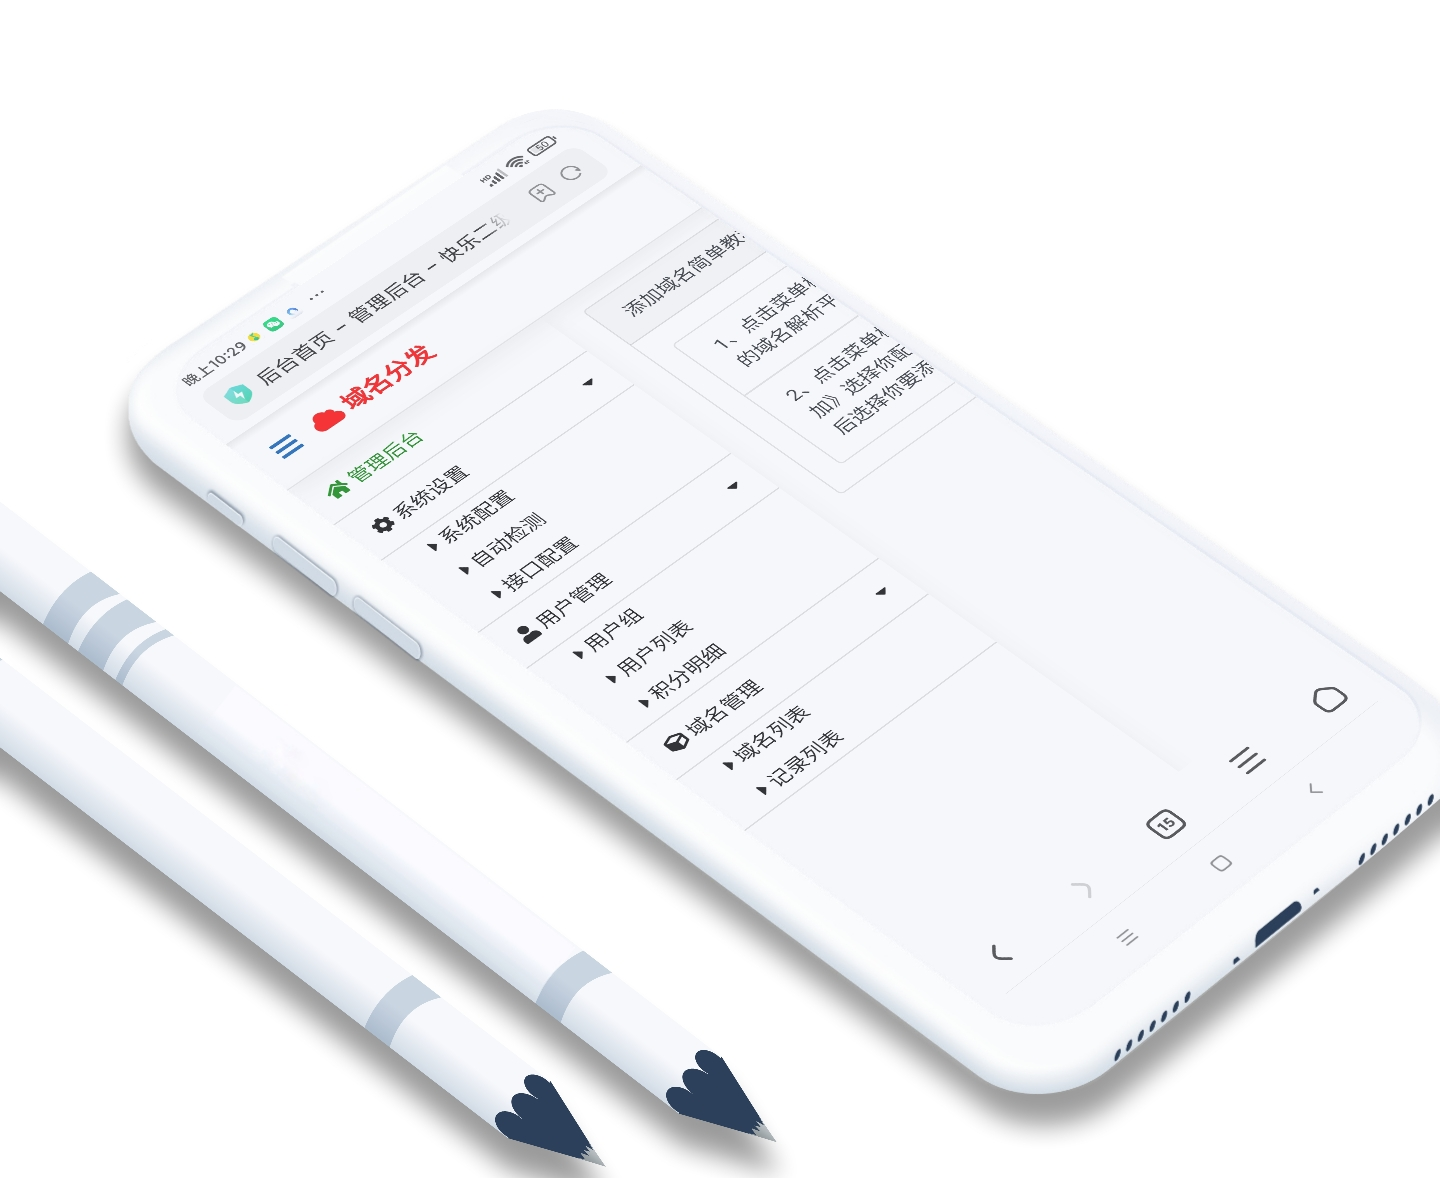 晚上10:29
HD
50
后台首页 - 管理后台 - 快乐二级
域名分发
管理后台
系统设置
系统配置
自动检测
接口配置
用户管理
用户组
用户列表
积分明细
域名管理
域名列表
记录列表
添加域名简单教
1、点击菜单
的域名解析平
2、点击菜单
加》选择你配
后选择你要添
15